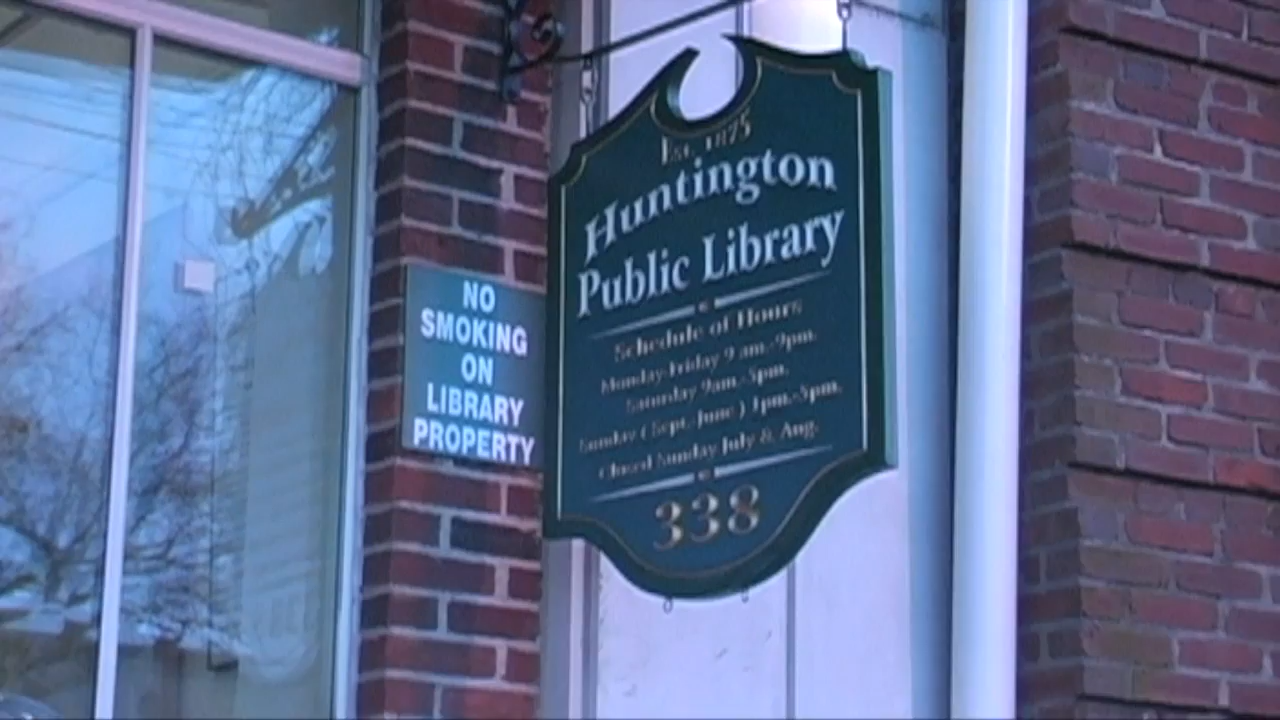 Est. 1875
Huntington
Public Library
Schedule of Hours
Monday-Friday 9 am.-9pm.
Saturday 9am.-5pm.
Sunday ( Sept.-June ) 1pm.-5pm.
Closed Sunday July & Aug.
338
NO
SMOKING
ON
LIBRARY
PROPERTY